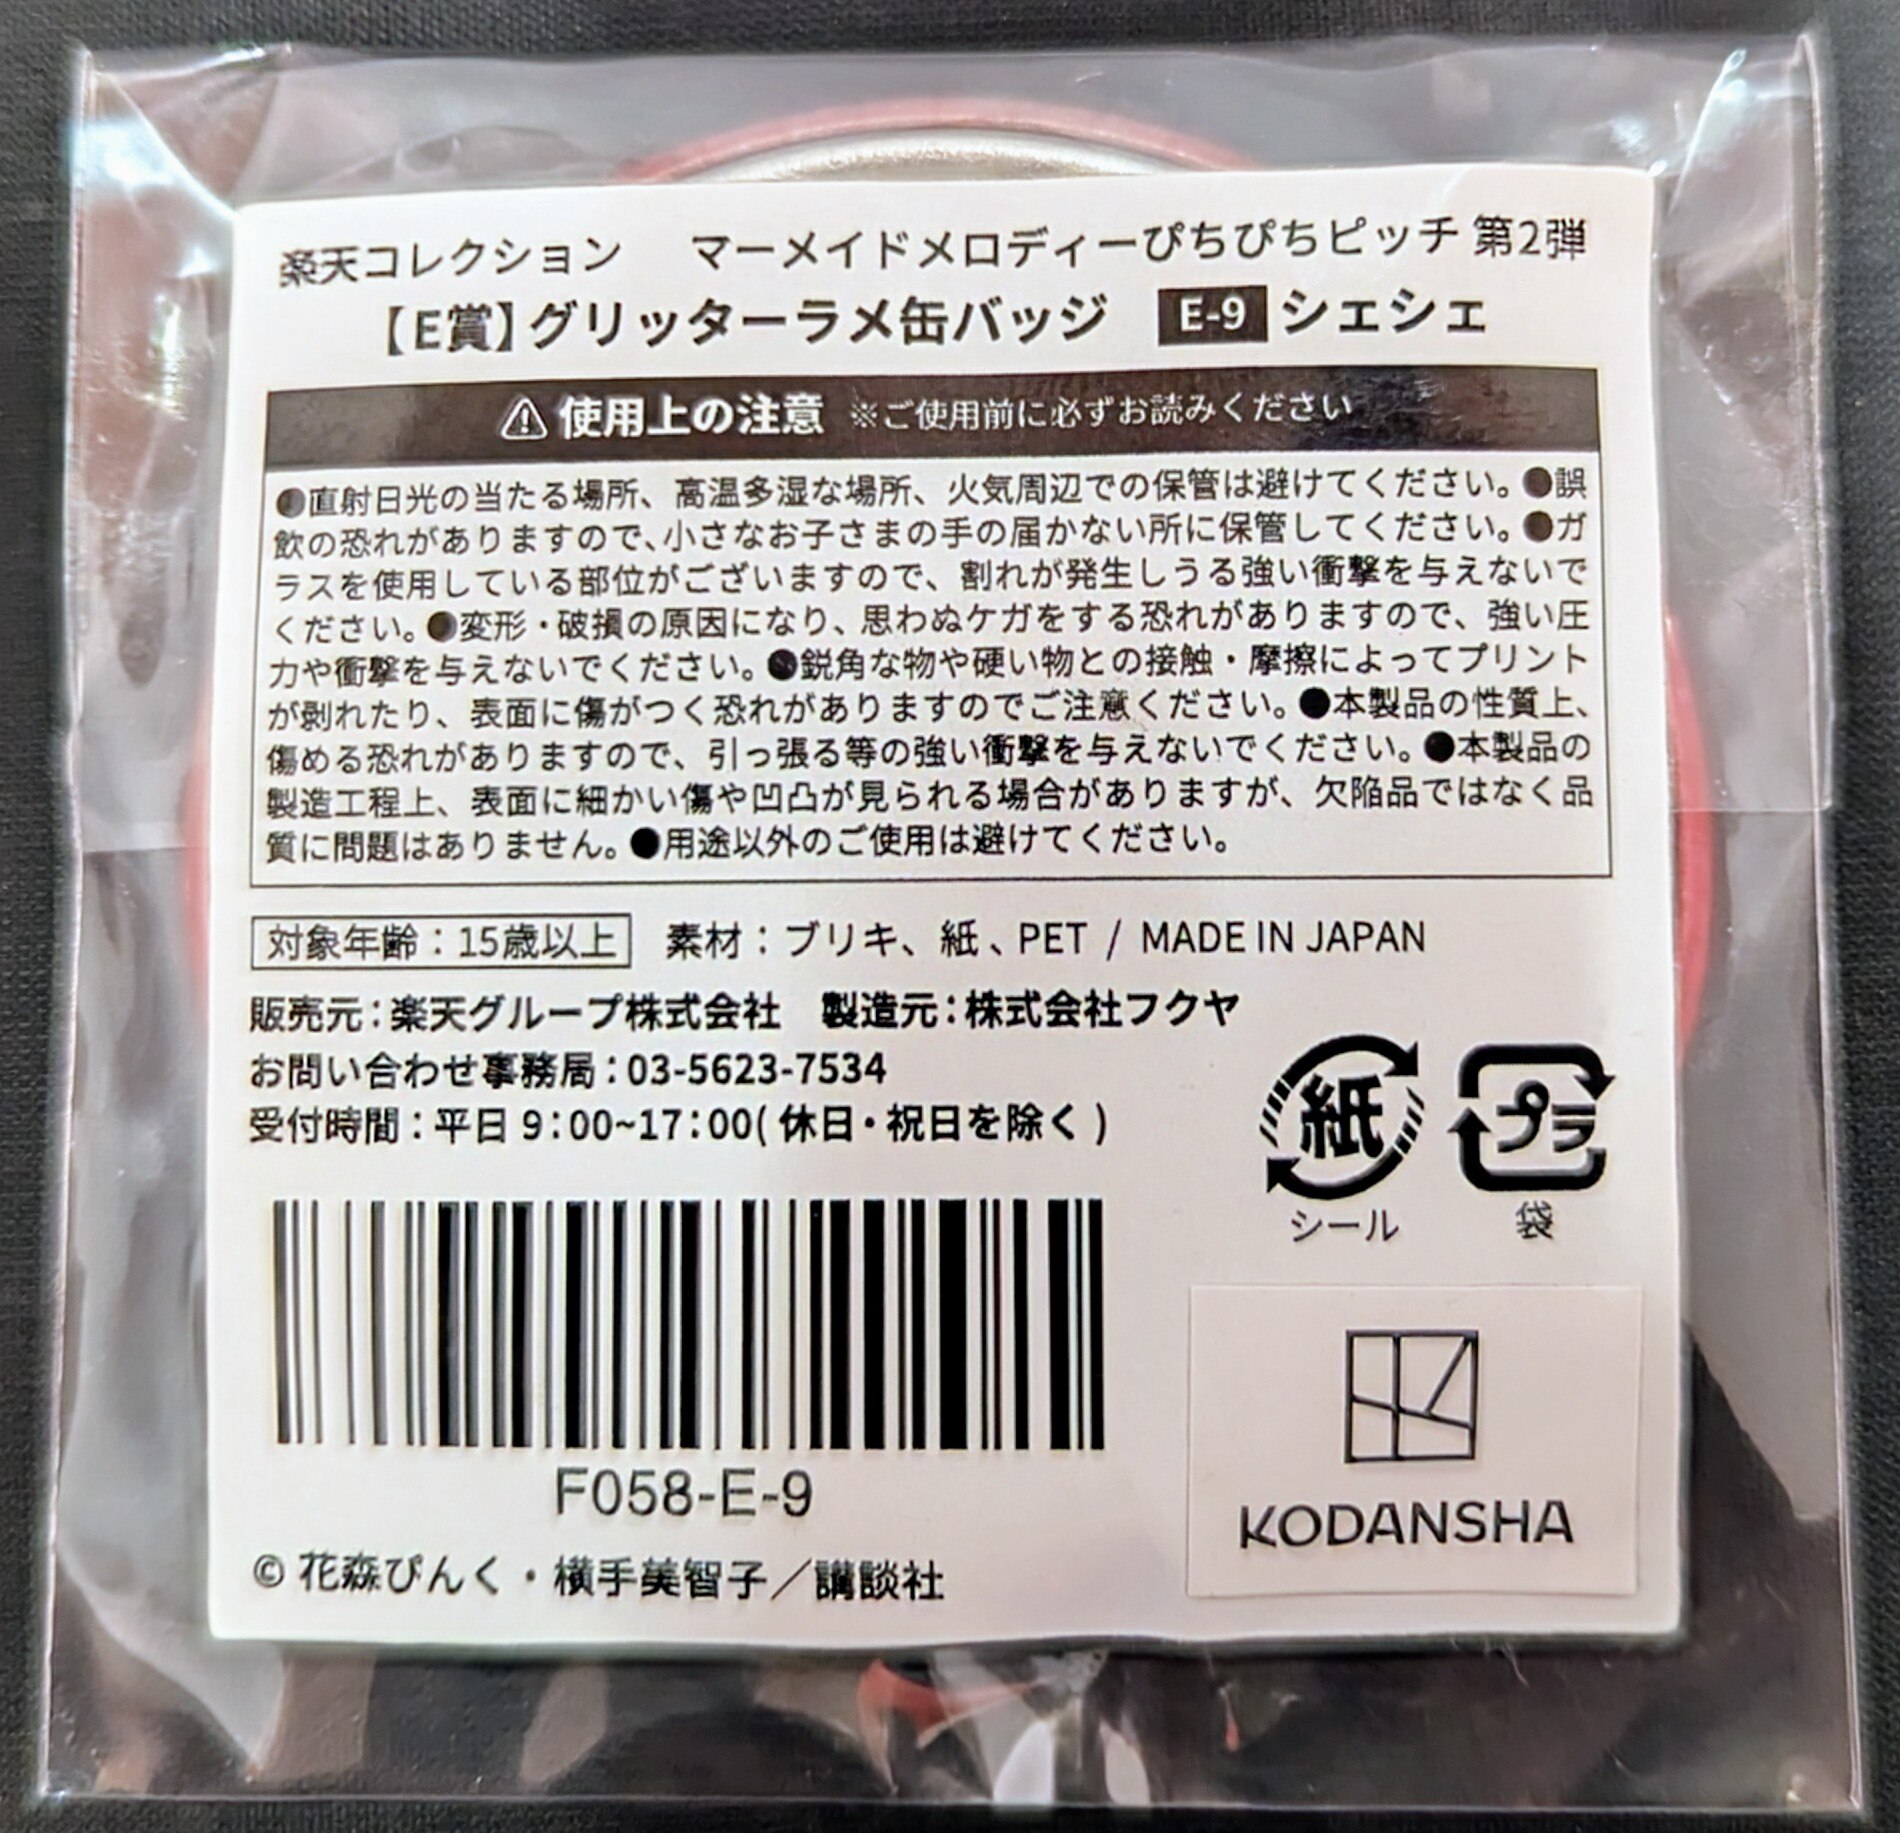 楽天コレクション　マーメイドメロディーぴちぴちピッチ 第2弾
【E賞】グリッターラメ缶バッジ　E-9 シェシェ
⚠ 使用上の注意 ※ご使用前に必ずお読みください
●直射日光の当たる場所、高温多湿な場所、火気周辺での保管は避けてください。●誤
飲の恐れがありますので、小さなお子さまの手の届かない所に保管してください。●ガ
ラスを使用している部位がございますので、割れが発生しうる強い衝撃を与えないで
ください。●変形・破損の原因になり、思わぬケガをする恐れがありますので、強い圧
力や衝撃を与えないでください。●鋭角な物や硬い物との接触・摩擦によってプリント
が剝れたり、表面に傷がつく恐れがありますのでご注意ください。●本製品の性質上、
傷める恐れがありますので、引っ張る等の強い衝撃を与えないでください。●本製品の
製造工程上、表面に細かい傷や凹凸が見られる場合がありますが、欠陥品ではなく品
質に問題はありません。●用途以外のご使用は避けてください。
対象年齢：15歳以上　素材：ブリキ、紙、PET / MADE IN JAPAN
販売元：楽天グループ株式会社　製造元：株式会社フクヤ
お問い合わせ事務局：03-5623-7534
受付時間：平日 9：00~17：00( 休日・祝日を除く )
紙 プラ
シール 袋
F058-E-9
KODANSHA
© 花森ぴんく・横手美智子／講談社